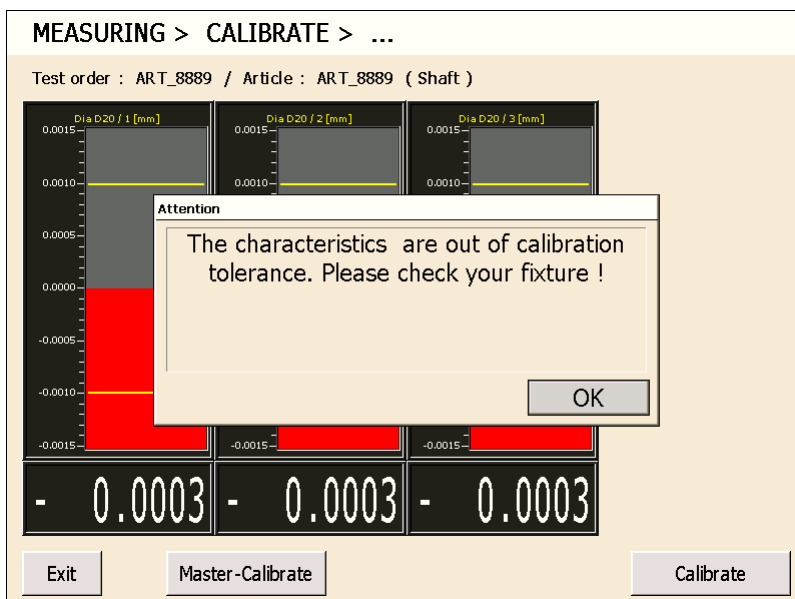 MEASURING > CALIBRATE > ...
Test order : ART_8889 / Article : ART_8889 ( Shaft )
Dia D20 / 1 [mm]
0.0015
0.0010
0.0005
0.0000
-0.0005
-0.0010
-0.0015
- 0.0003
Dia D20 / 2 [mm]
0.0015
0.0010
-0.0015
- 0.0003
Dia D20 / 3 [mm]
0.0015
0.0010
-0.0015
- 0.0003
Attention
The characteristics are out of calibration
tolerance. Please check your fixture !
OK
Exit
Master-Calibrate
Calibrate